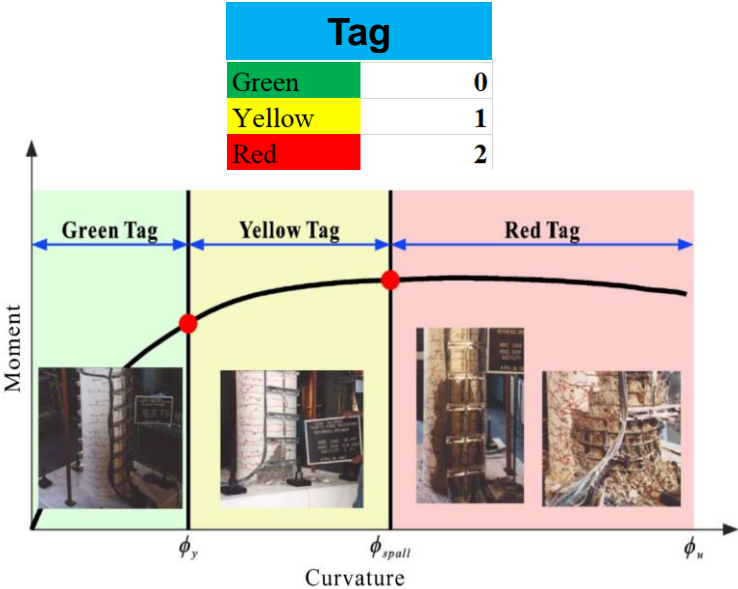 Tag
Green 0
Yellow 1
Red 2
Green Tag Yellow Tag Red Tag
Moment
ϕy ϕspall ϕu
Curvature